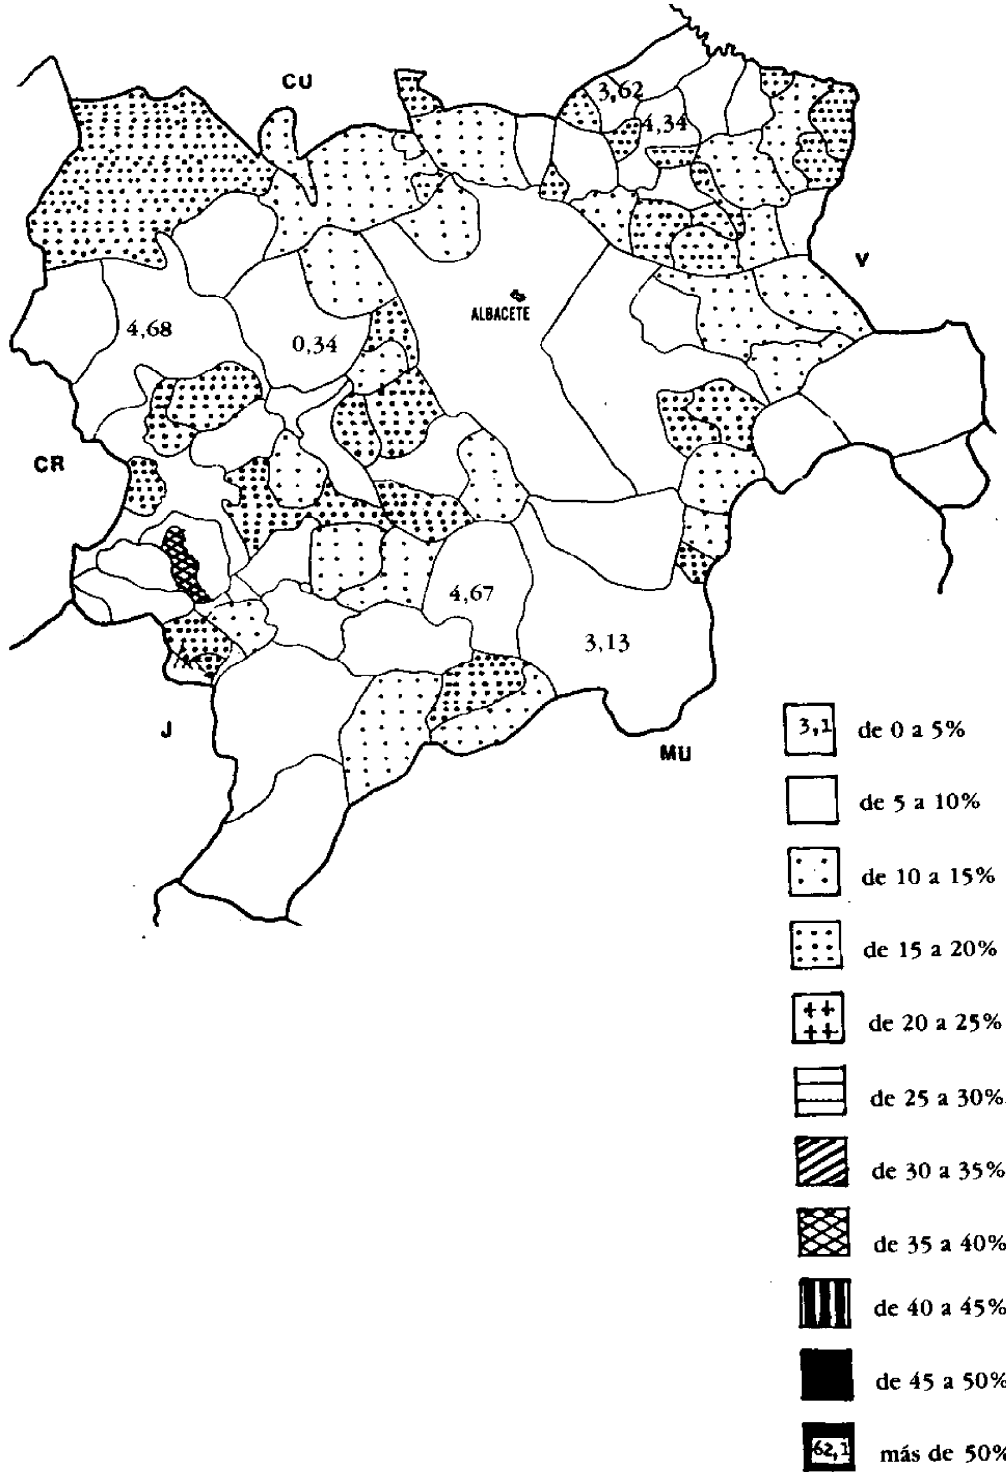 CU
3,62
4,34
V
ALBACETE
4,68
0,34
CR
4,67
3,13
J
MU
3,1 de 0 a 5%
de 5 a 10%
de 10 a 15%
de 15 a 20%
de 20 a 25%
de 25 a 30%
de 30 a 35%
de 35 a 40%
de 40 a 45%
de 45 a 50%
62,1 más de 50%